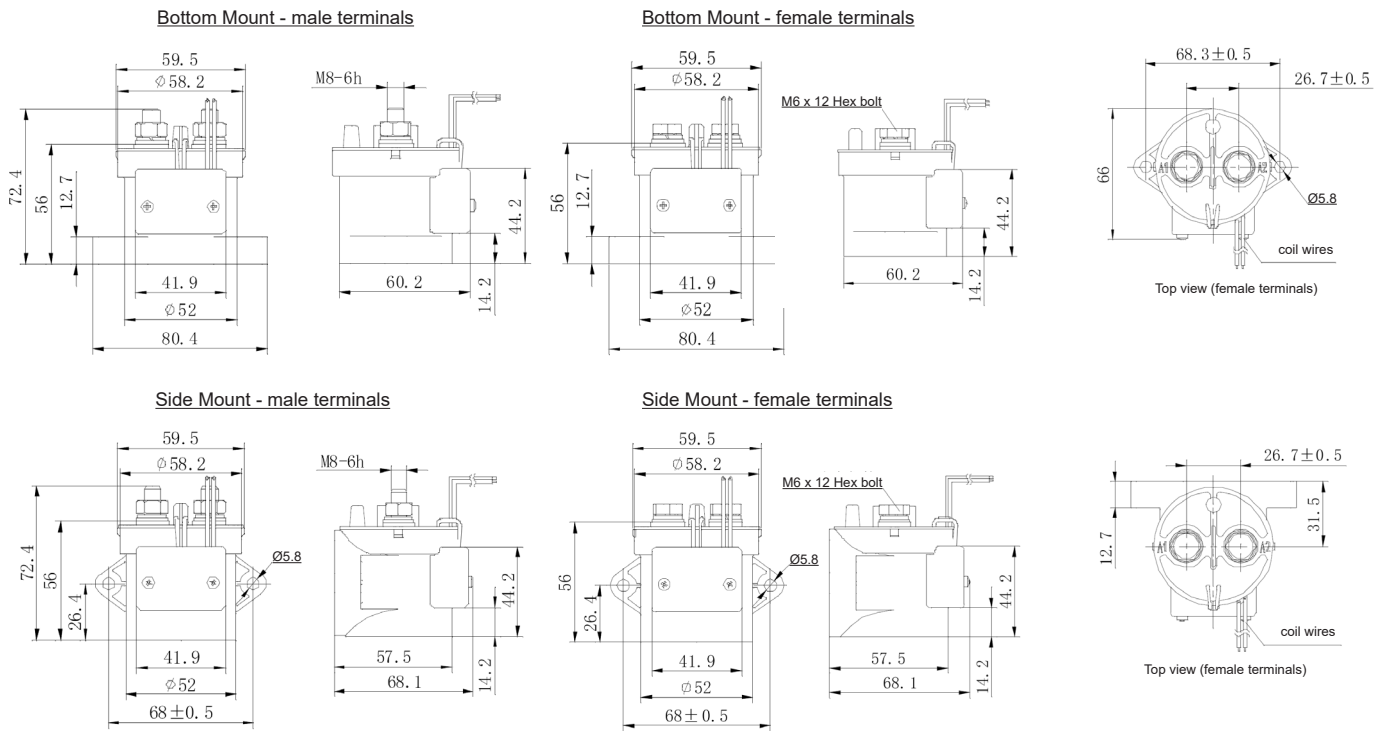 Bottom Mount - male terminals
Bottom Mount - female terminals
59.5
⌀58.2
M8-6h
72.4
56
12.7
44.2
41.9
⌀52
80.4
60.2
14.2
59.5
⌀58.2
M6 x 12 Hex bolt
56
12.7
44.2
41.9
⌀52
80.4
60.2
14.2
68.3±0.5
26.7±0.5
66
A1
A2
Ø5.8
coil wires
Top view (female terminals)
Side Mount - male terminals
Side Mount - female terminals
59.5
⌀58.2
M8-6h
72.4
56
26.4
Ø5.8
44.2
41.9
⌀52
68±0.5
57.5
68.1
14.2
59.5
⌀58.2
M6 x 12 Hex bolt
56
26.4
Ø5.8
44.2
41.9
⌀52
68±0.5
57.5
68.1
14.2
26.7±0.5
12.7
31.5
A1
A2
coil wires
Top view (female terminals)